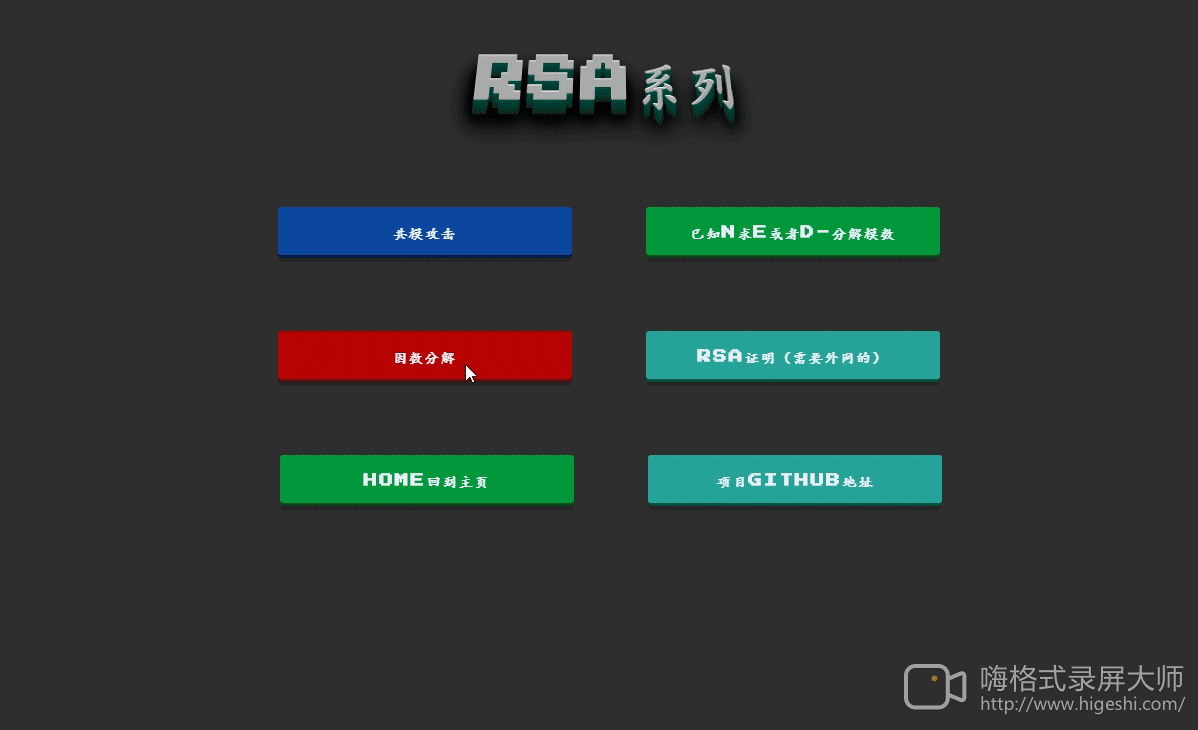 RSA系列
共模攻击
已知N求E或者D-分解模数
因数分解
RSA证明（需要外网的）
HOME回到主页
项目GITHUB地址
嗨格式录屏大师
http://www.higeshi.com/